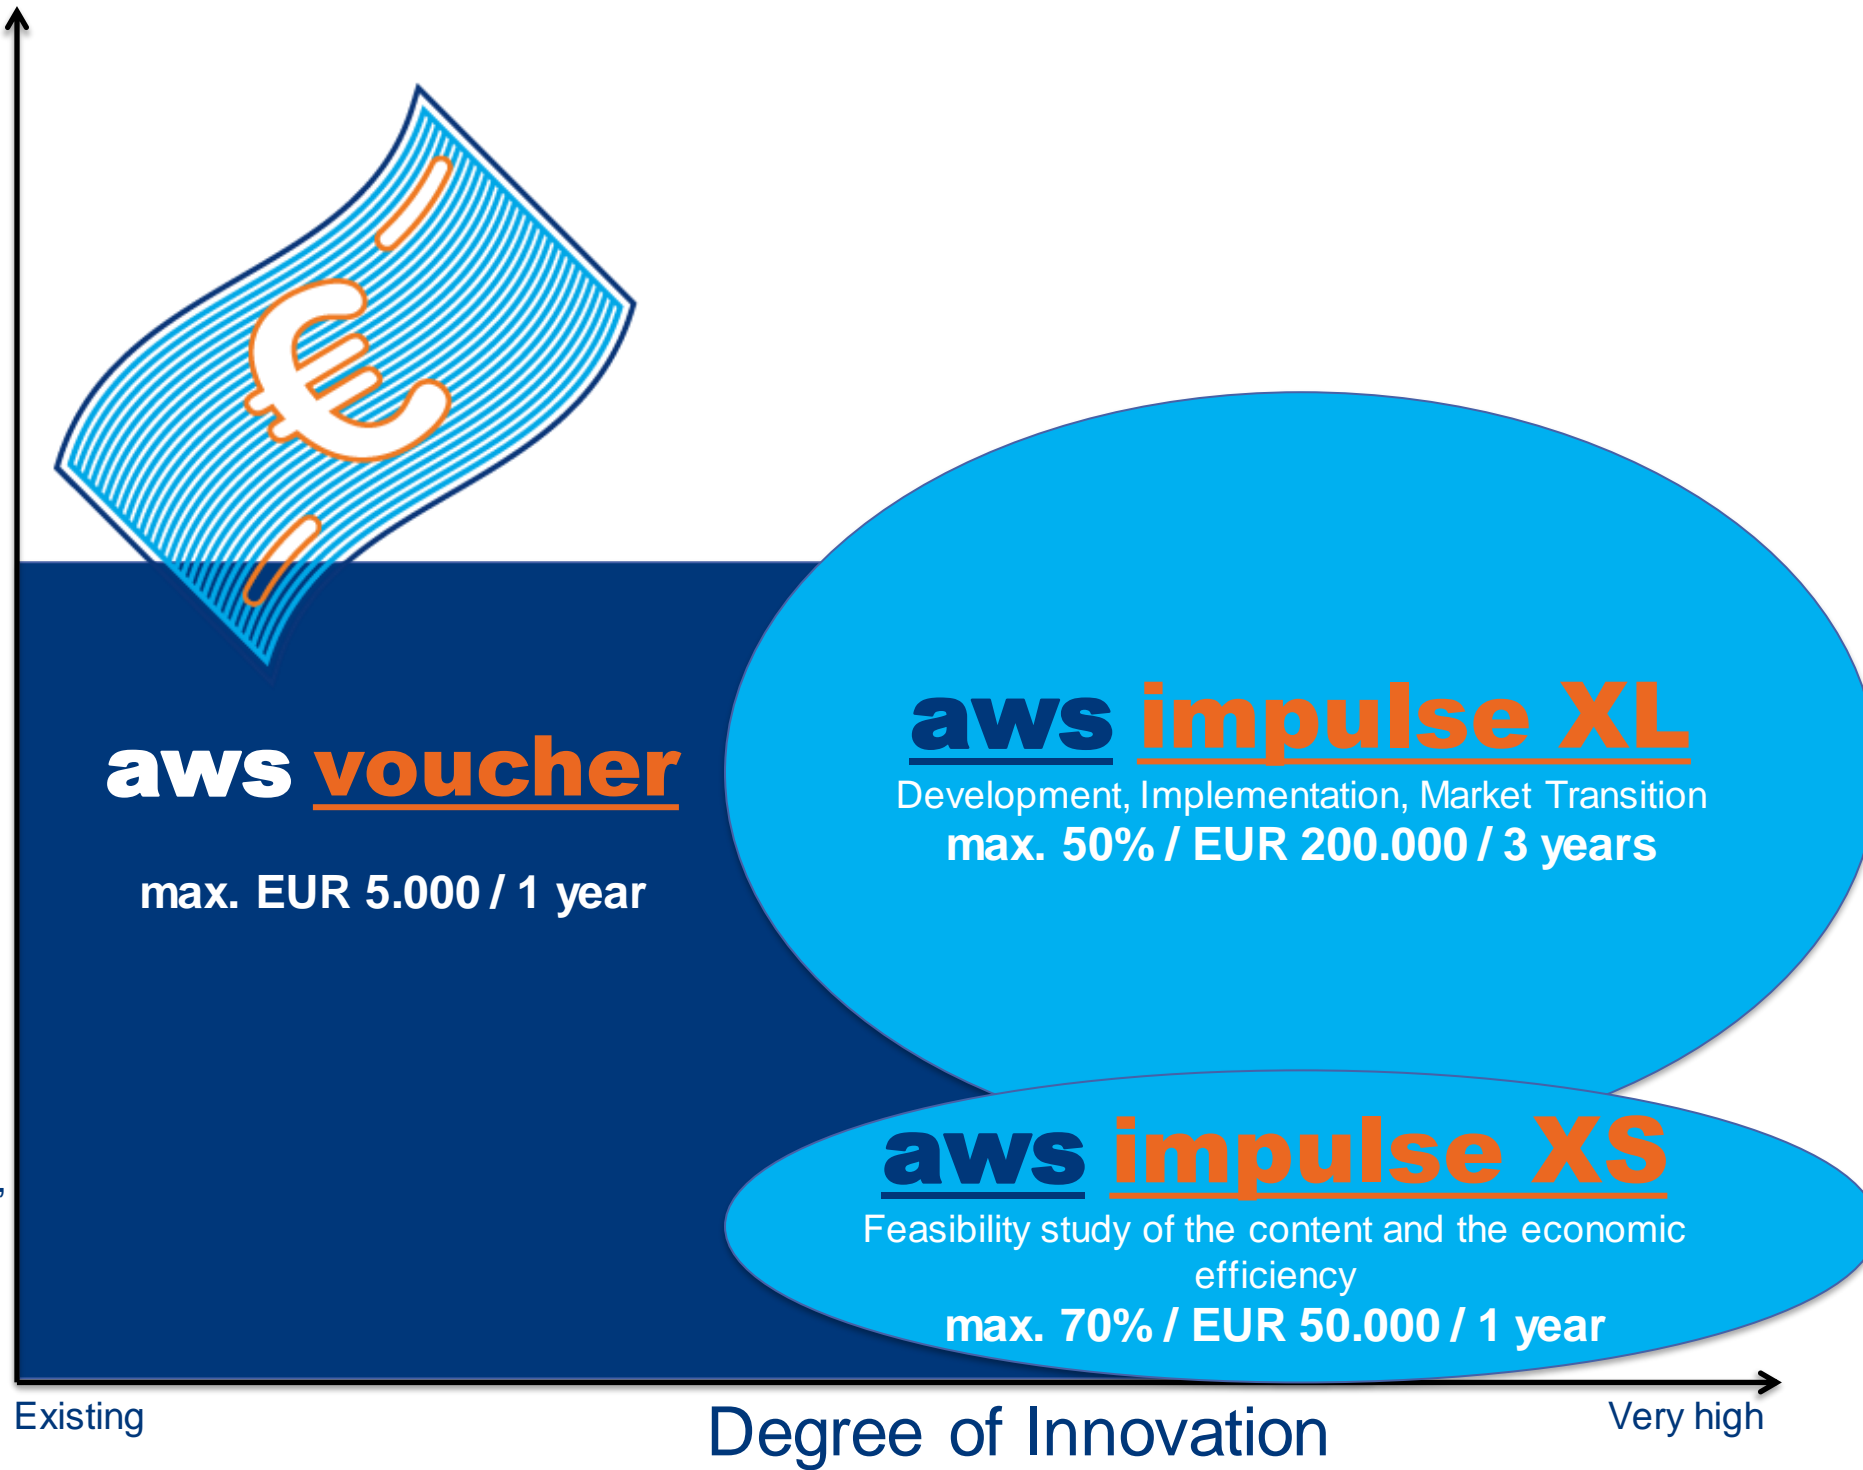 €
aws voucher
max. EUR 5.000 / 1 year
aws impulse XL
Development, Implementation, Market Transition
max. 50% / EUR 200.000 / 3 years
aws impulse XS
Feasibility study of the content and the economic
efficiency
max. 70% / EUR 50.000 / 1 year
,
Existing
Degree of Innovation
Very high